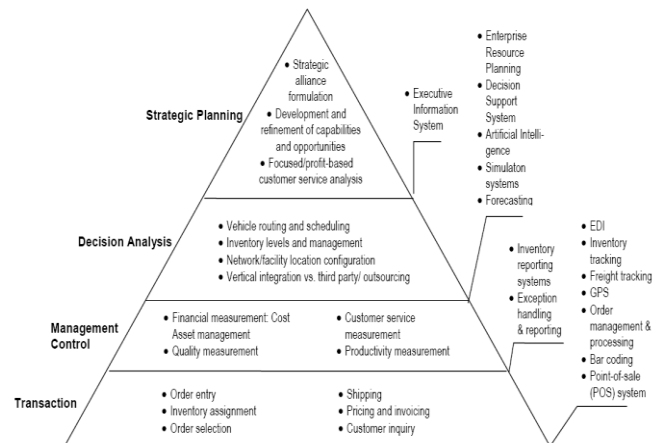 Strategic Planning
• Strategic
alliance
formulation
• Development and
refinement of capabilities
and opportunities
• Focused/profit-based
customer service analysis
• Executive
Information
System
• Enterprise
Resource
Planning
• Decision
Support
System
• Artificial Intelli-
gence
• Simulaton
systems
• Forecasting
Decision Analysis
• Vehicle routing and scheduling
• Inventory levels and management
• Network/facility location configuration
• Vertical integration vs. third party/ outsourcing
• Inventory
reporting
systems
• Exception
handling
& reporting
• EDI
• Inventory
tracking
• Freight tracking
• GPS
• Order
management &
processing
• Bar coding
• Point-of-sale
(POS) system
Management
Control
• Financial measurement: Cost
Asset management
• Quality measurement
• Customer service
measurement
• Productivity measurement
Transaction
• Order entry
• Inventory assignment
• Order selection
• Shipping
• Pricing and invoicing
• Customer inquiry